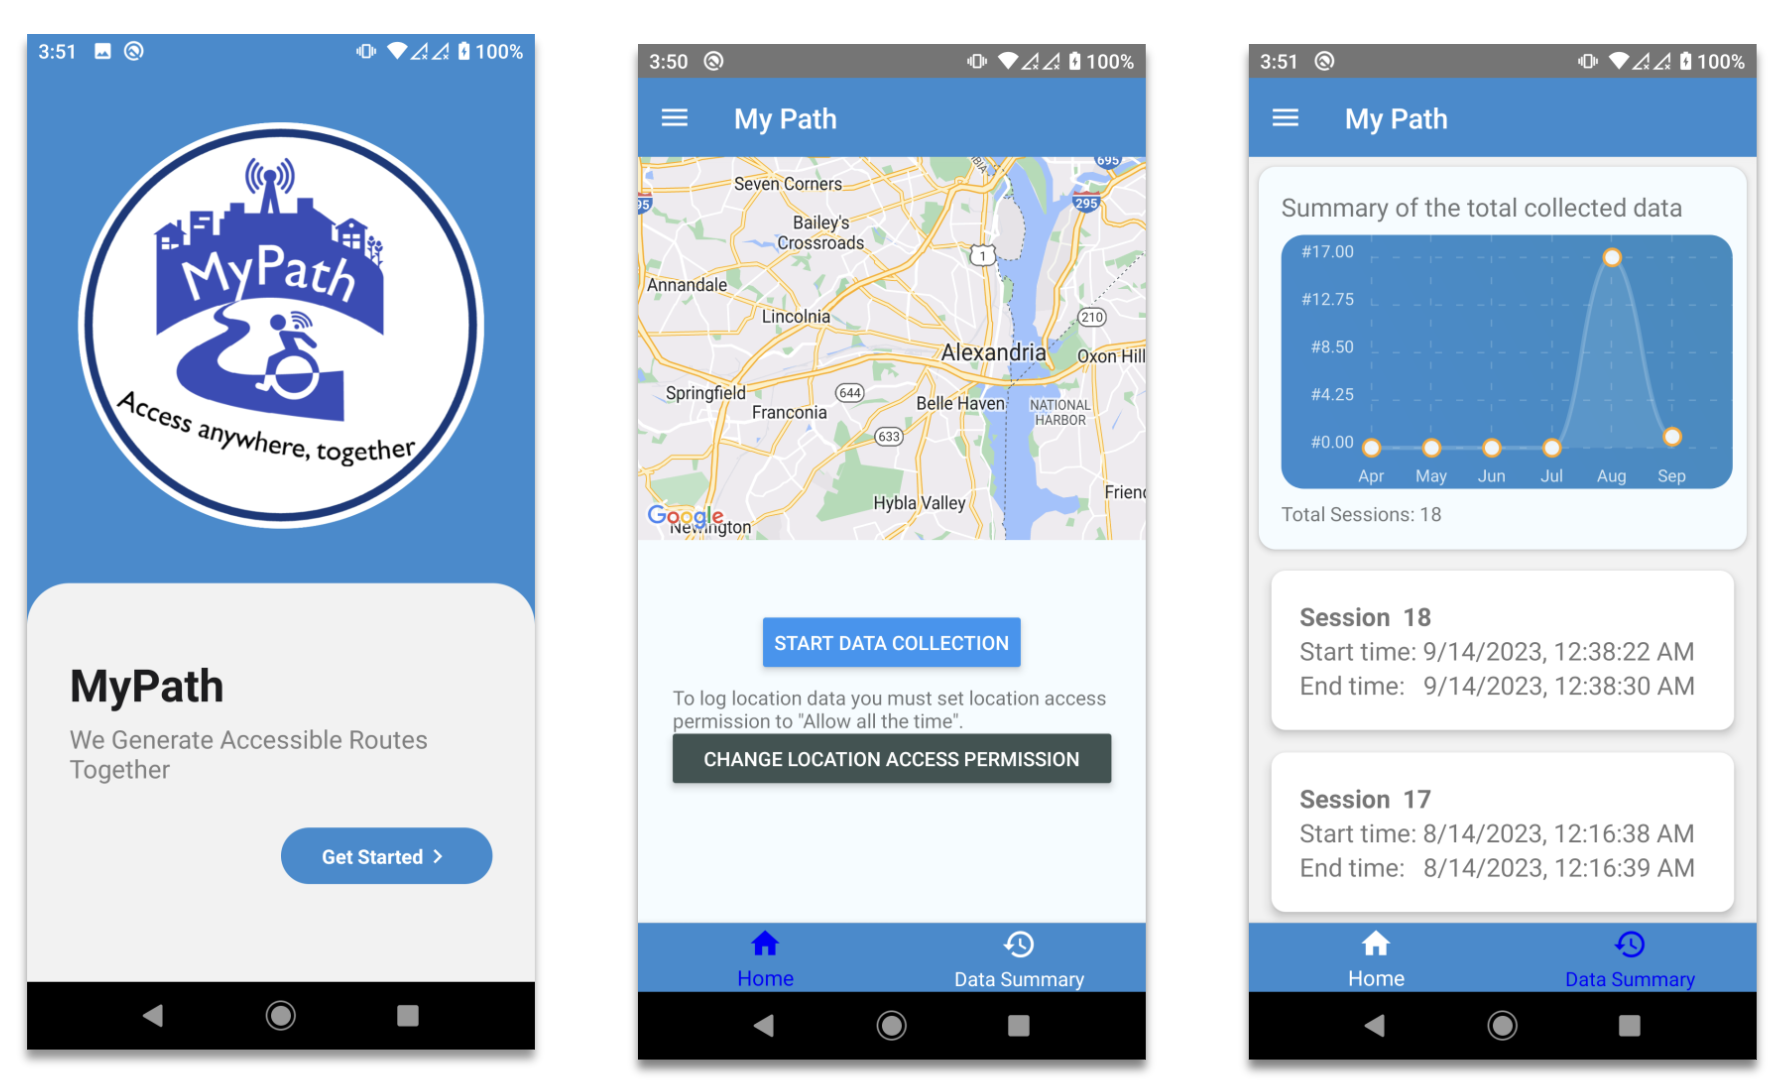 3:51
100%
MyPath
Access anywhere, together
MyPath
We Generate Accessible Routes
Together
Get Started
3:50
100%
My Path
695
Seven Corners
95
295
Bailey's
Crossroads
1
Annandale
210
Lincolnia
Alexandria
Oxon Hill
Springfield
644
Franconia
Belle Haven
NATIONAL
HARBOR
633
Hybla Valley
Google
START DATA COLLECTION
To log location data you must set location access
permission to "Allow all the time".
CHANGE LOCATION ACCESS PERMISSION
Home
Data Summary
3:51
100%
My Path
Summary of the total collected data
#17.00
#12.75
#8.50
#4.25
#0.00
Apr May Jun Jul Aug Sep
Total Sessions: 18
Session 18
Start time: 9/14/2023, 12:38:22 AM
End time: 9/14/2023, 12:38:30 AM
Session 17
Start time: 8/14/2023, 12:16:38 AM
End time: 8/14/2023, 12:16:39 AM
Home
Data Summary